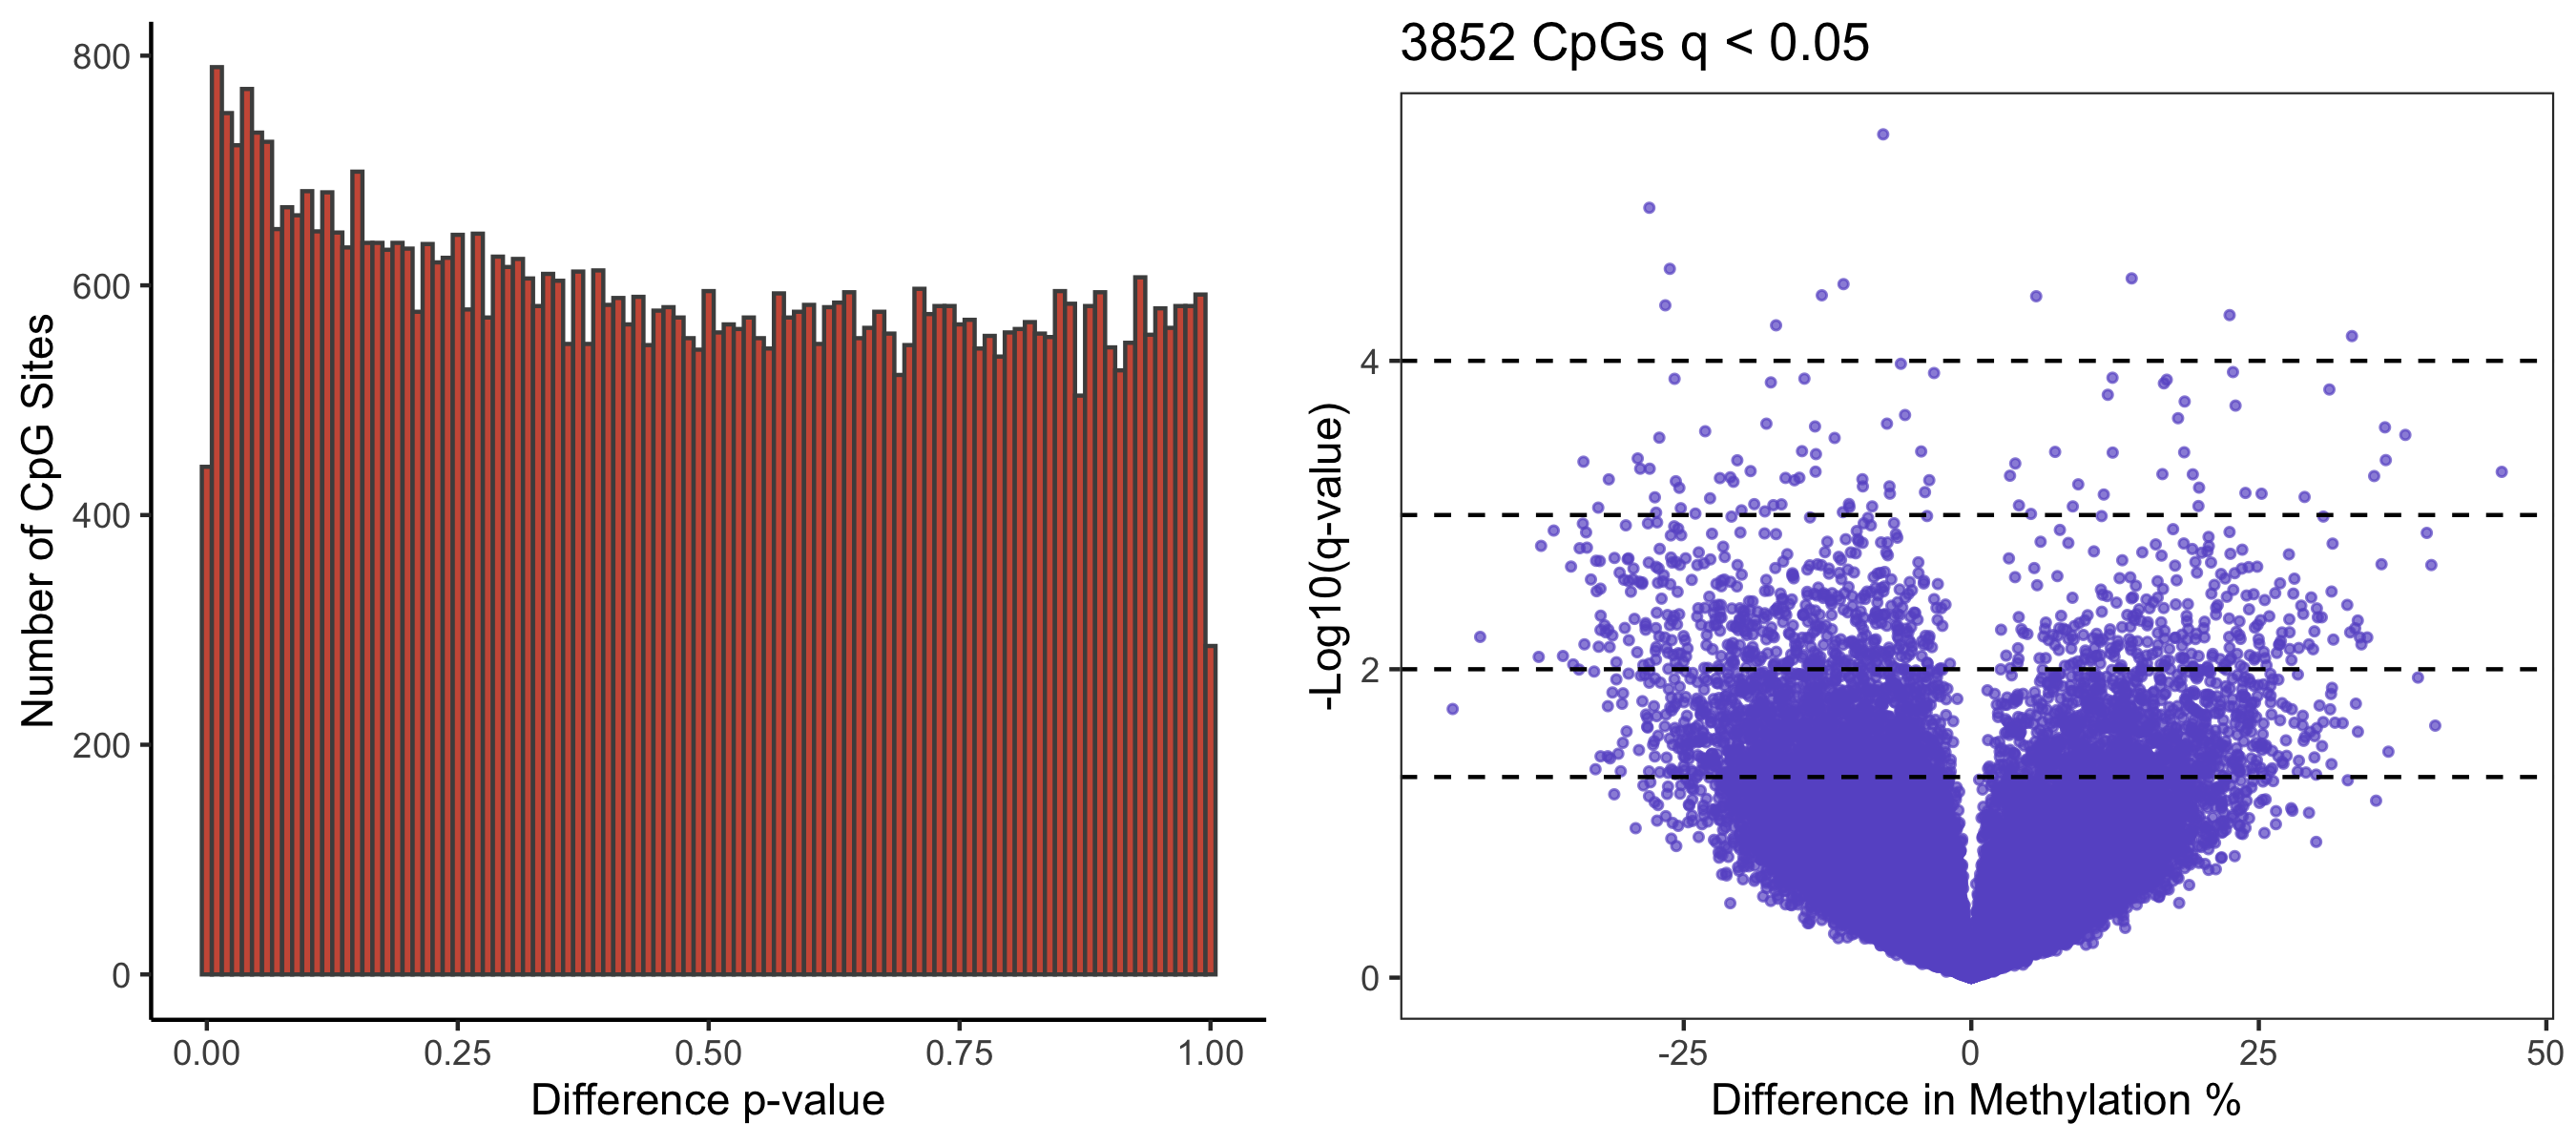 800
600
400
200
0
Number of CpG Sites
0.00 0.25 0.50 0.75 1.00
Difference p-value
3852 CpGs q < 0.05
4
2
0
-Log10(q-value)
-25 0 25 50
Difference in Methylation %